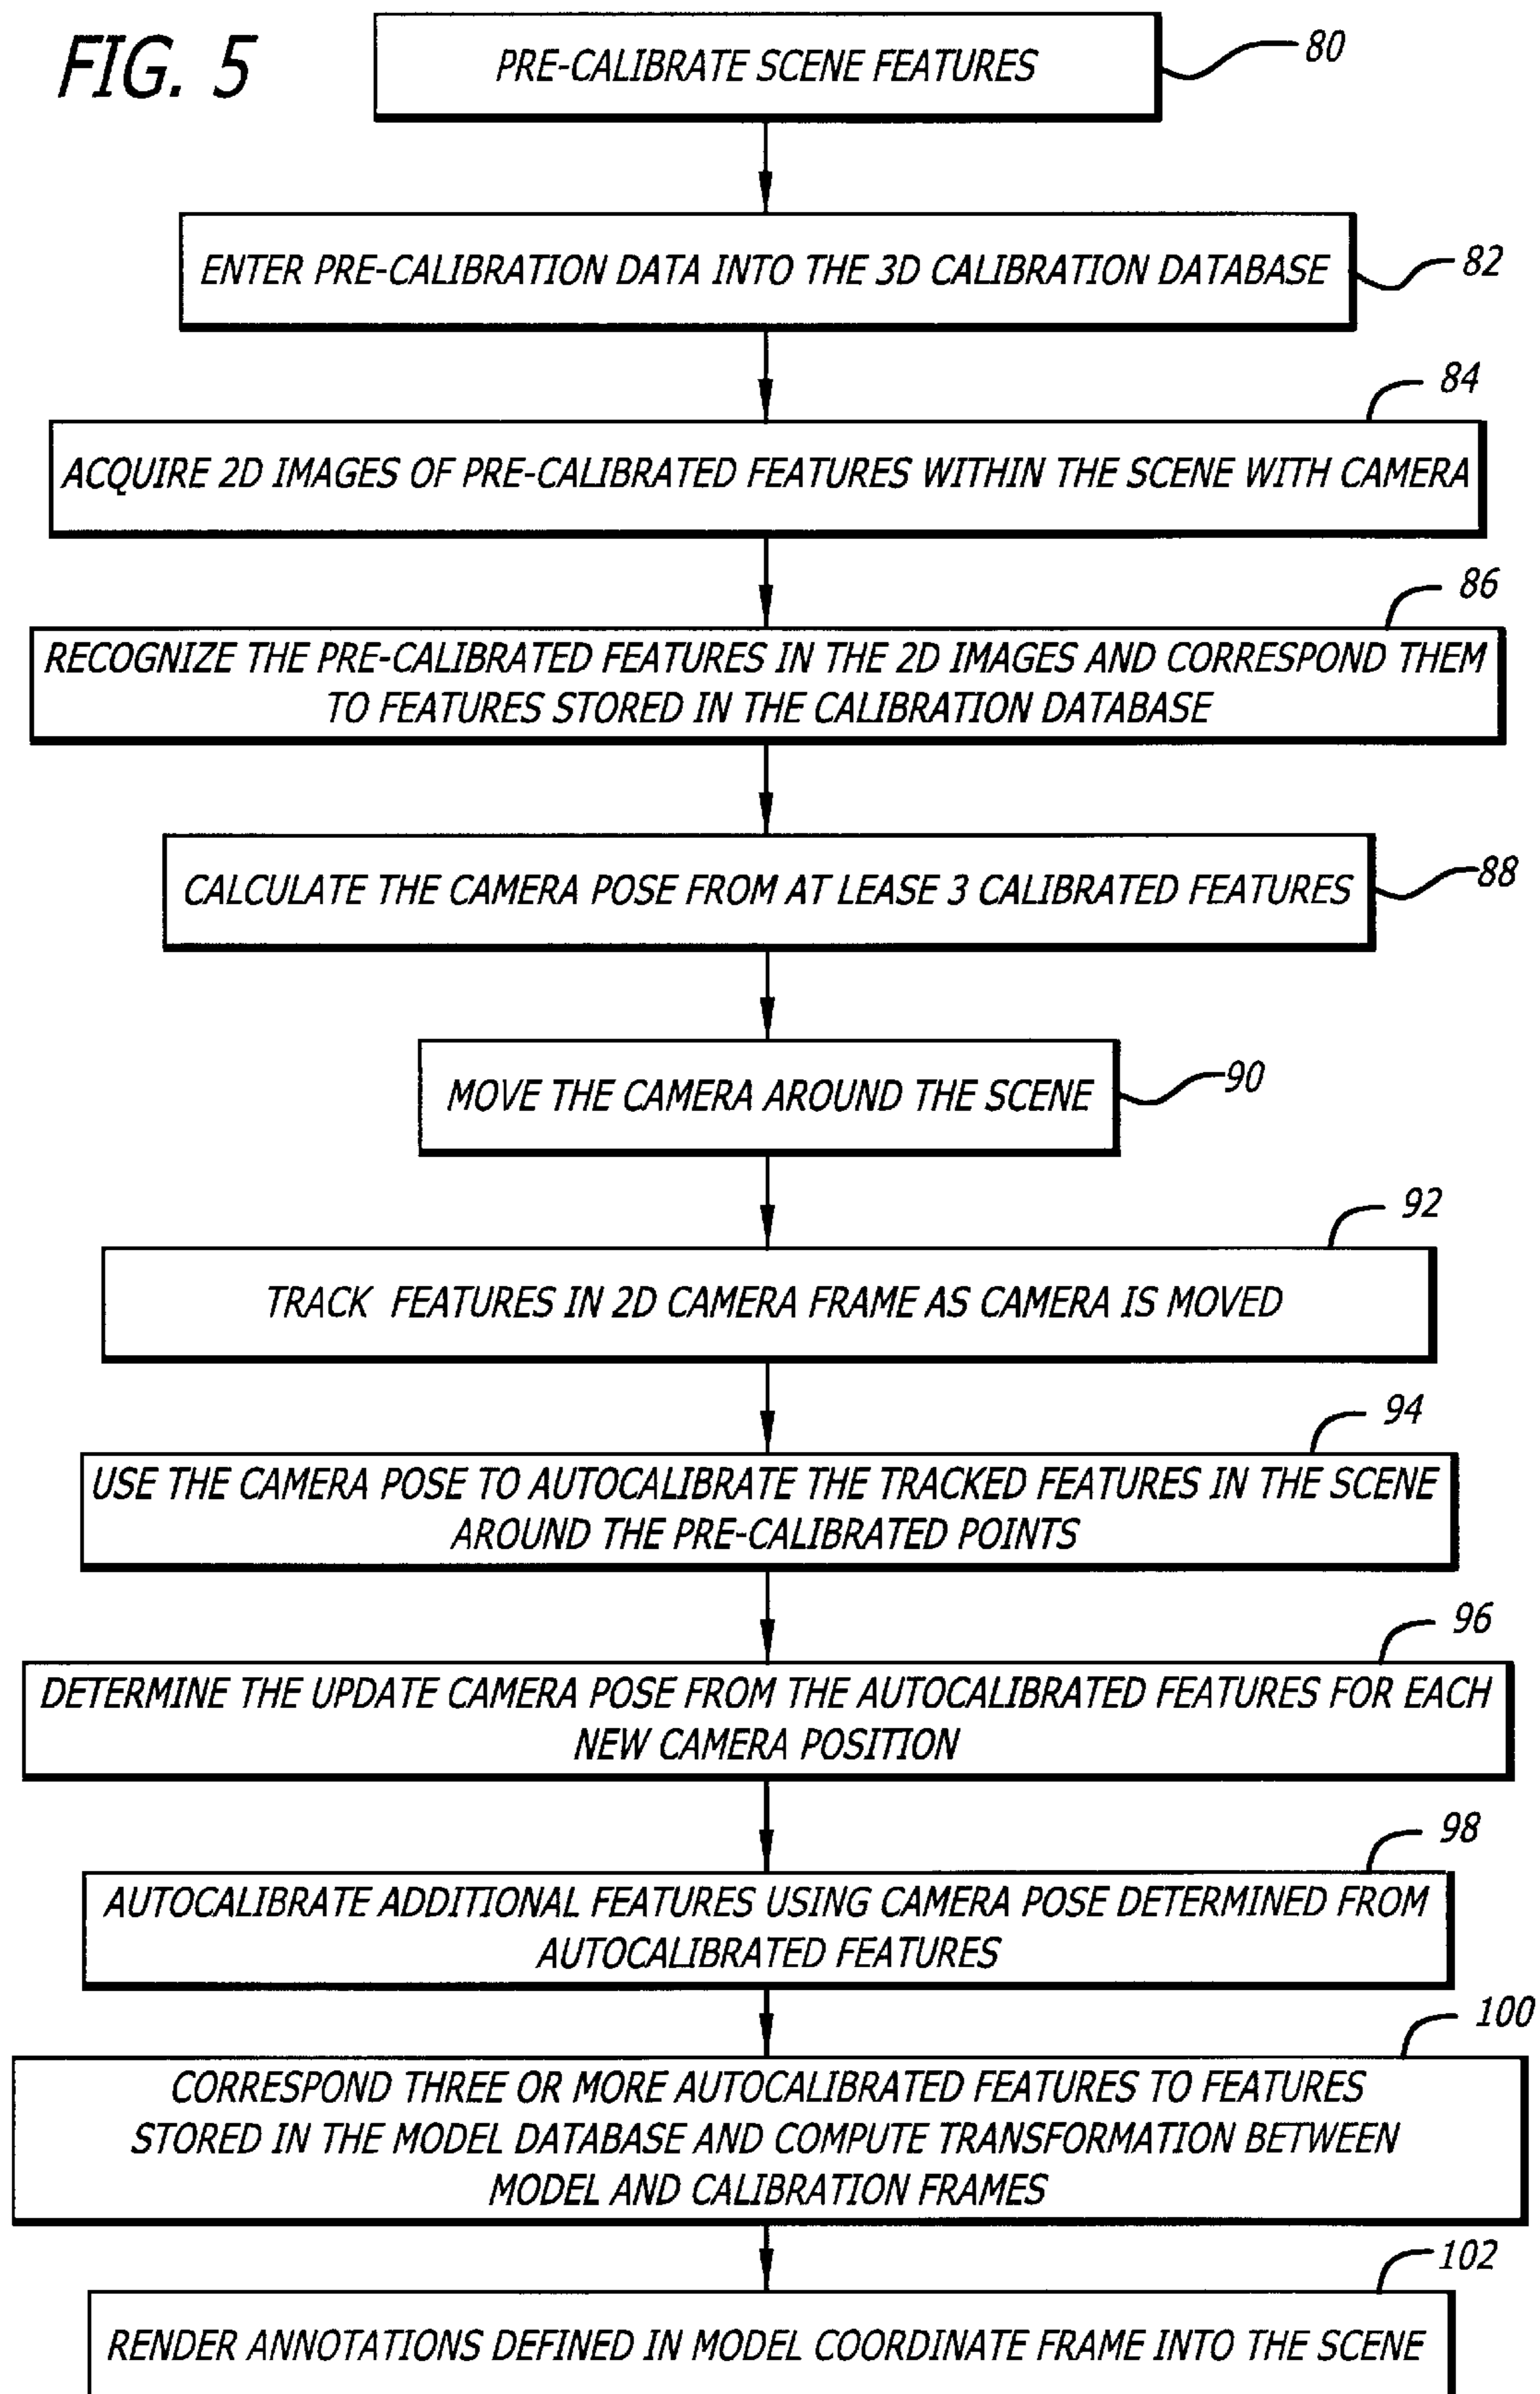 FIG. 5
PRE-CALIBRATE SCENE FEATURES
80
ENTER PRE-CALIBRATION DATA INTO THE 3D CALIBRATION DATABASE
82
84
ACQUIRE 2D IMAGES OF PRE-CALIBRATED FEATURES WITHIN THE SCENE WITH CAMERA
86
RECOGNIZE THE PRE-CALIBRATED FEATURES IN THE 2D IMAGES AND CORRESPOND THEM
TO FEATURES STORED IN THE CALIBRATION DATABASE
CALCULATE THE CAMERA POSE FROM AT LEASE 3 CALIBRATED FEATURES
88
MOVE THE CAMERA AROUND THE SCENE
90
92
TRACK FEATURES IN 2D CAMERA FRAME AS CAMERA IS MOVED
94
USE THE CAMERA POSE TO AUTOCALIBRATE THE TRACKED FEATURES IN THE SCENE
AROUND THE PRE-CALIBRATED POINTS
96
DETERMINE THE UPDATE CAMERA POSE FROM THE AUTOCALIBRATED FEATURES FOR EACH
NEW CAMERA POSITION
98
AUTOCALIBRATE ADDITIONAL FEATURES USING CAMERA POSE DETERMINED FROM
AUTOCALIBRATED FEATURES
100
CORRESPOND THREE OR MORE AUTOCALIBRATED FEATURES TO FEATURES
STORED IN THE MODEL DATABASE AND COMPUTE TRANSFORMATION BETWEEN
MODEL AND CALIBRATION FRAMES
102
RENDER ANNOTATIONS DEFINED IN MODEL COORDINATE FRAME INTO THE SCENE